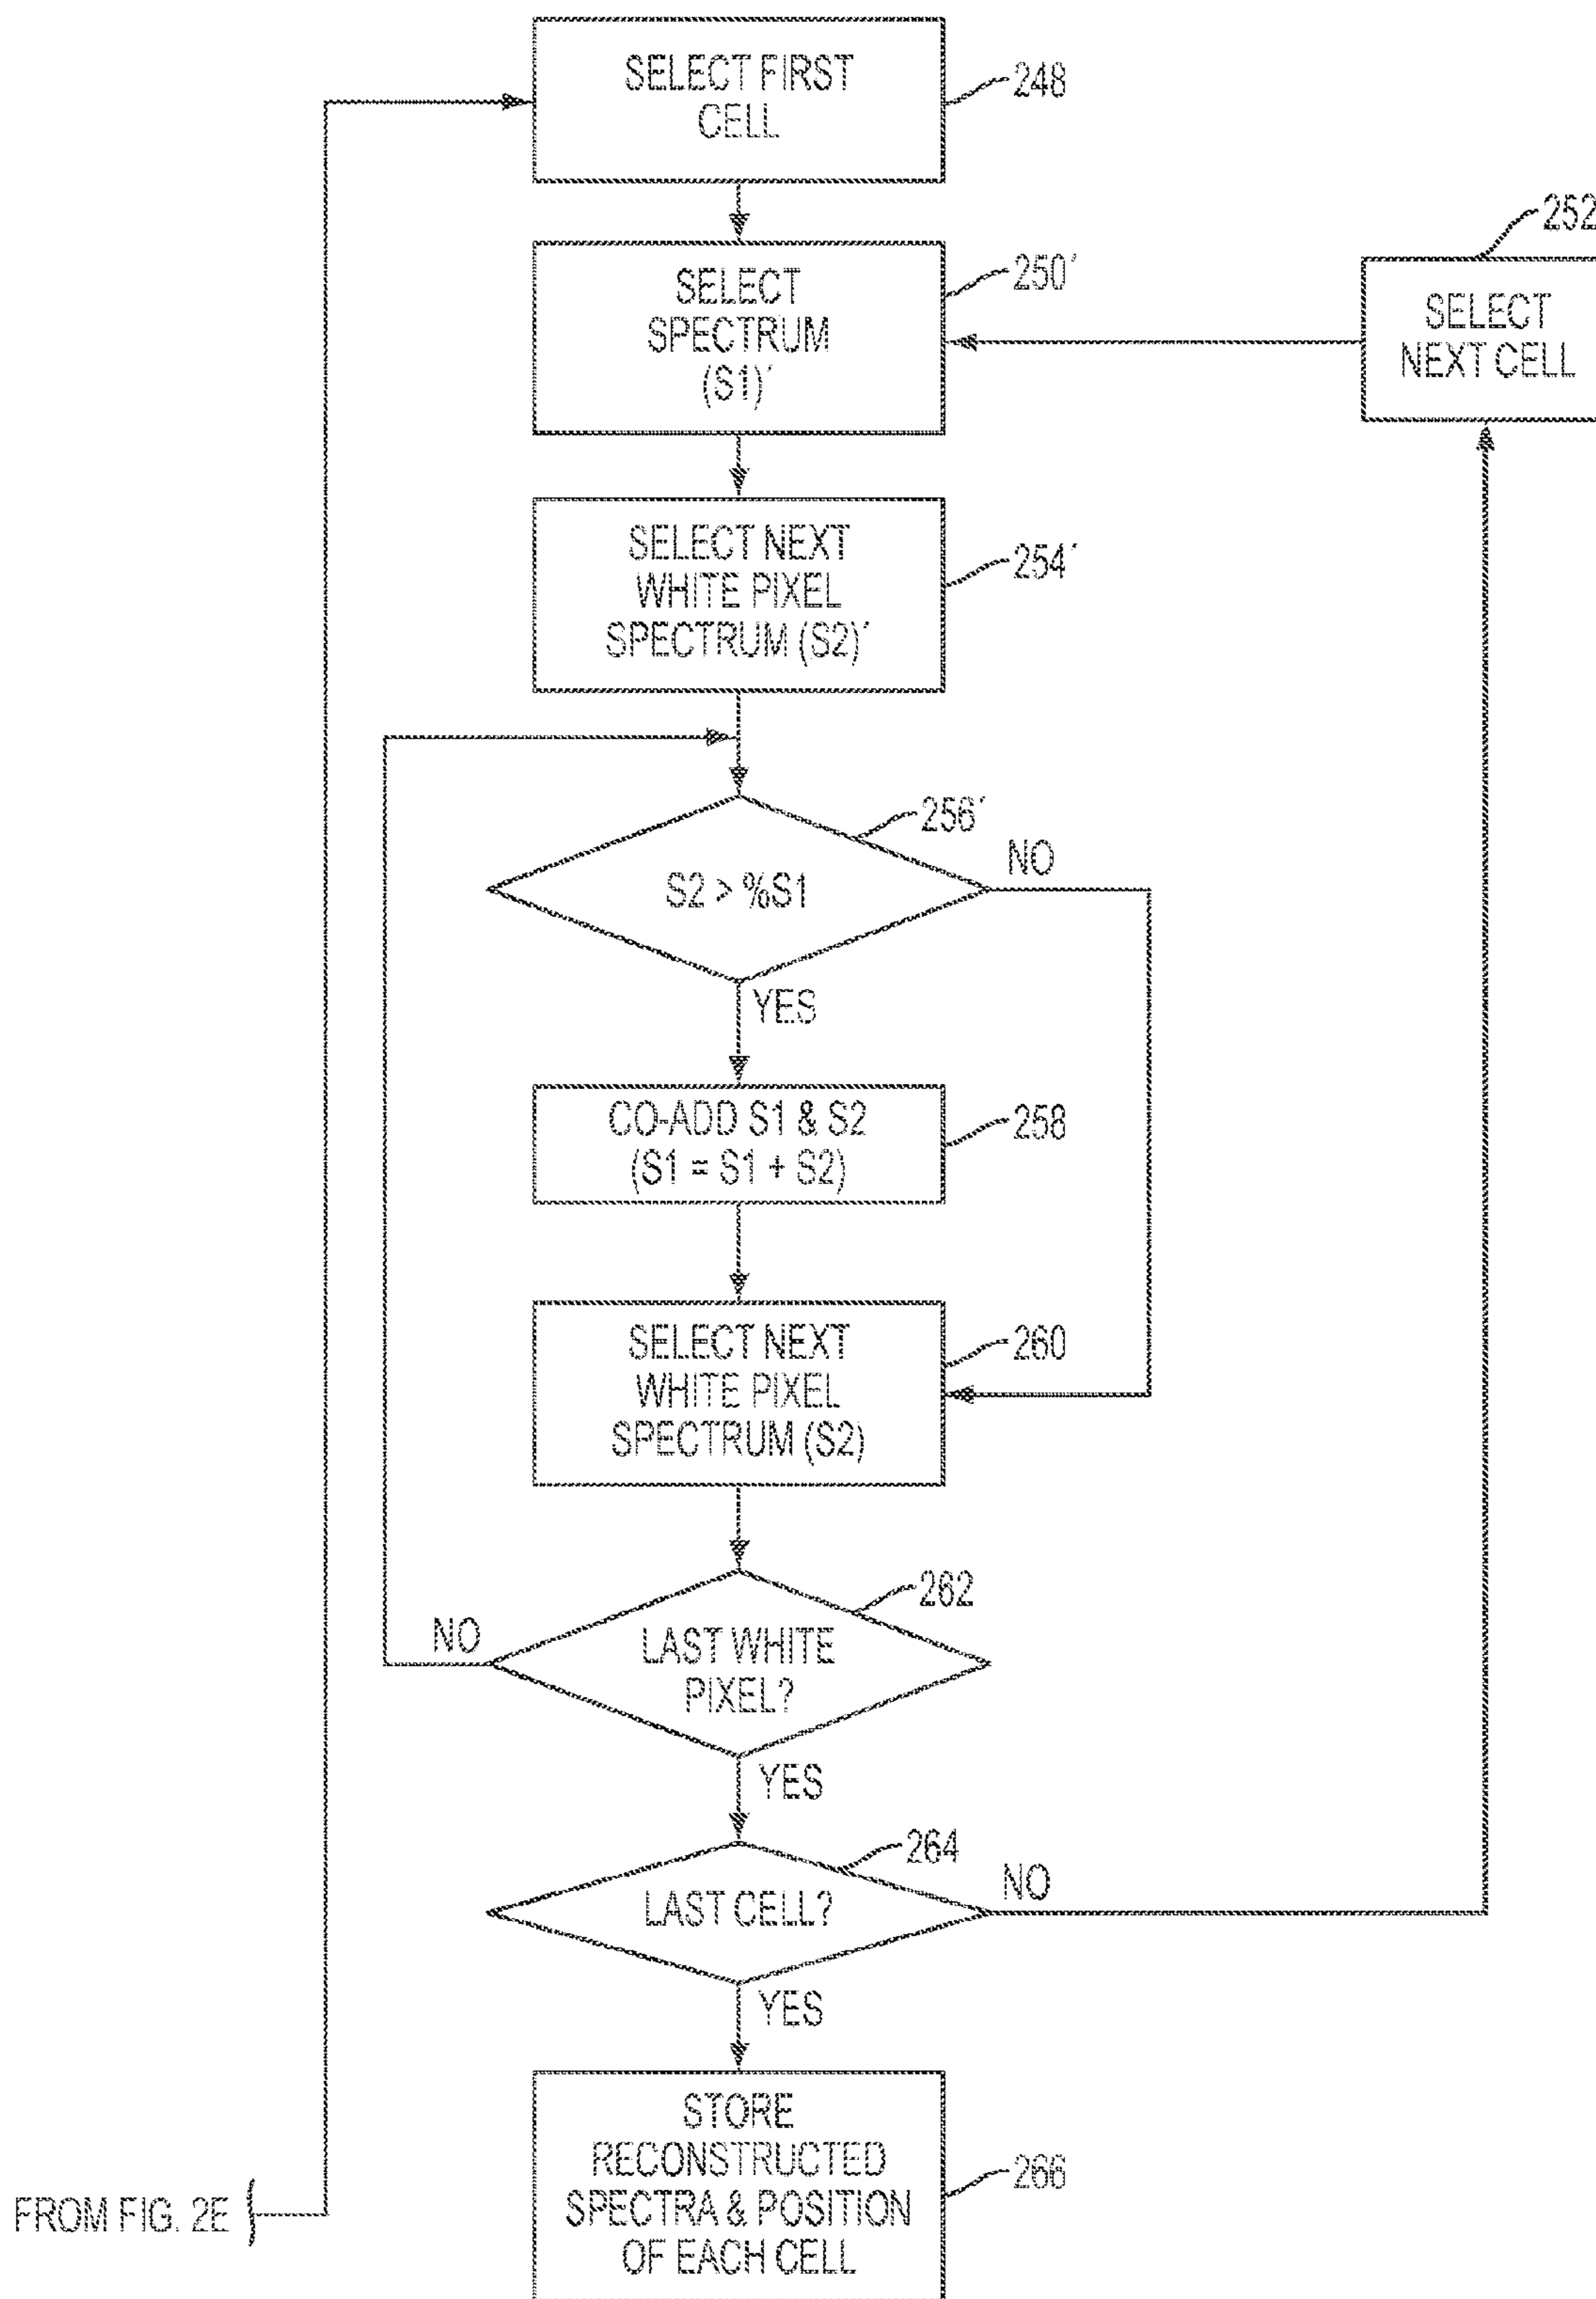 SELECT FIRST
CELL
248
252
SELECT
SPECTRUM
(S1)´
250´
SELECT
NEXT CELL
SELECT NEXT
WHITE PIXEL
SPECTRUM (S2)´
254´
256´
NO
S2 > %S1
YES
CO-ADD S1 & S2
(S1 = S1 + S2)
258
SELECT NEXT
WHITE PIXEL
SPECTRUM (S2)
260
262
NO
LAST WHITE
PIXEL?
YES
264
NO
LAST CELL?
YES
STORE
RECONSTRUCTED
SPECTRA & POSITION
OF EACH CELL
266
FROM FIG. 2E